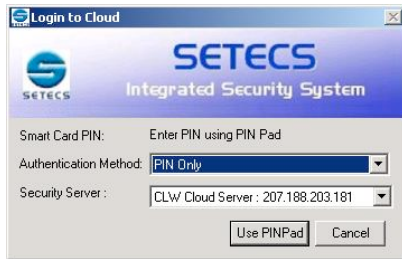 Login to Cloud
SETECS
SETECS
Integrated Security System
Smart Card PIN: Enter PIN using PIN Pad
Authentication Method: PIN Only
Security Server : CLW Cloud Server : 207.188.203.181
Use PINPad Cancel